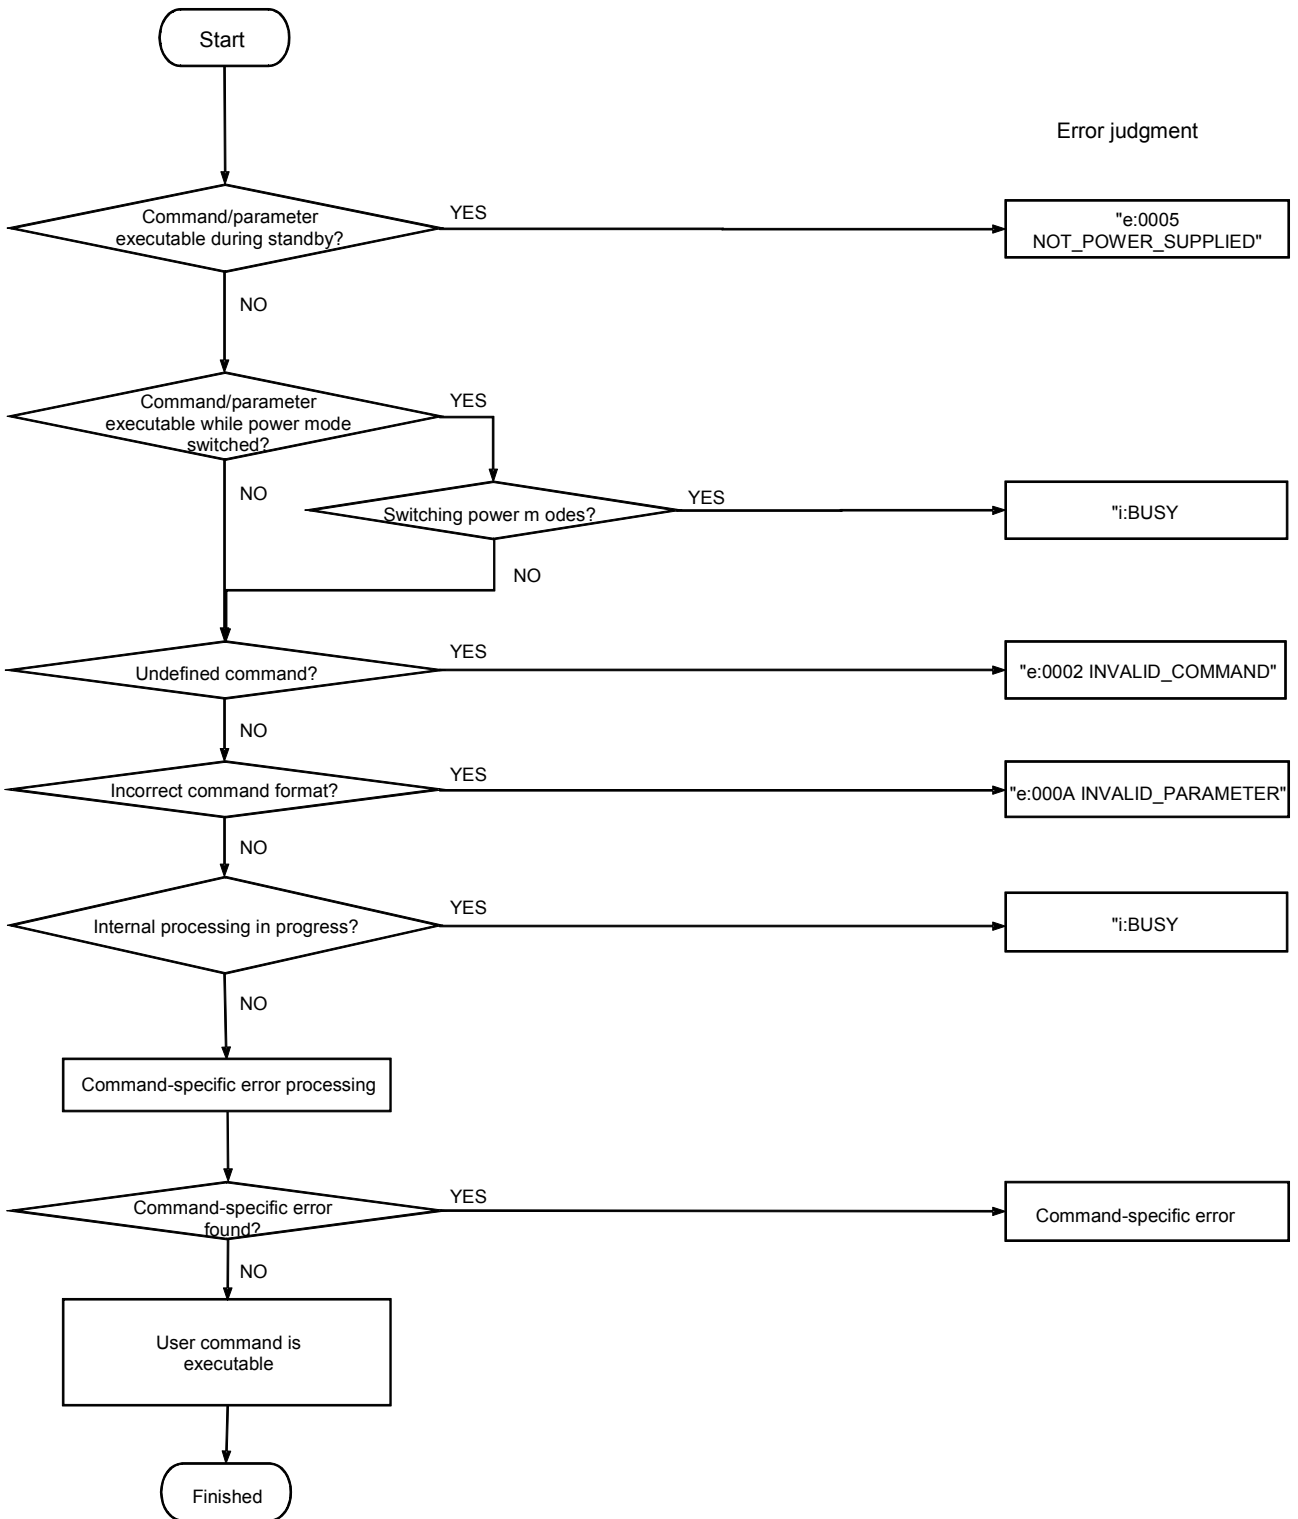 Start
Error judgment
Command/parameter
executable during standby?
YES
"e:0005
NOT_POWER_SUPPLIED"
NO
Command/parameter
executable while power mode
switched?
YES
NO
Switching power m odes?
YES
"i:BUSY
NO
Undefined command?
YES
"e:0002 INVALID_COMMAND"
NO
Incorrect command format?
YES
"e:000A INVALID_PARAMETER"
NO
Internal processing in progress?
YES
"i:BUSY
NO
Command-specific error processing
Command-specific error
found?
YES
Command-specific error
NO
User command is
executable
Finished